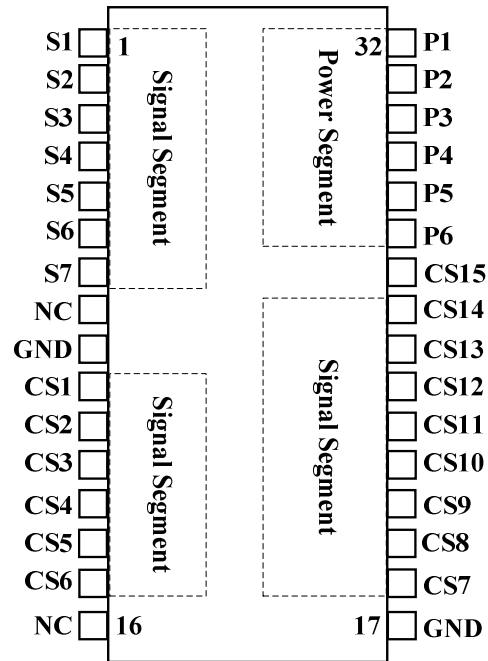 S1 1 32 P1
S2 P2
S3 P3
S4 P4
S5 P5
S6 P6
S7 CS15
NC CS14
GND CS13
CS1 CS12
CS2 CS11
CS3 CS10
CS4 CS9
CS5 CS8
CS6 CS7
NC 16 17 GND
Signal Segment
Power Segment
Signal Segment
Signal Segment